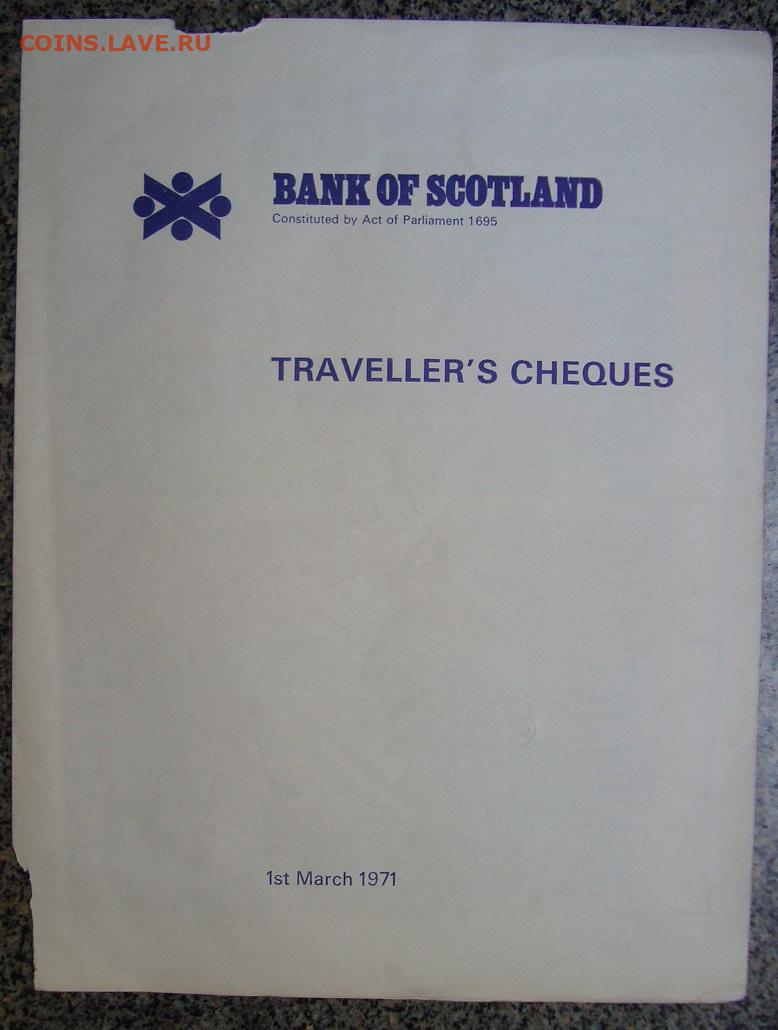 COINS.LAVE.RU
BANK OF SCOTLAND
Constituted by Act of Parliament 1695
TRAVELLER'S CHEQUES
1st March 1971